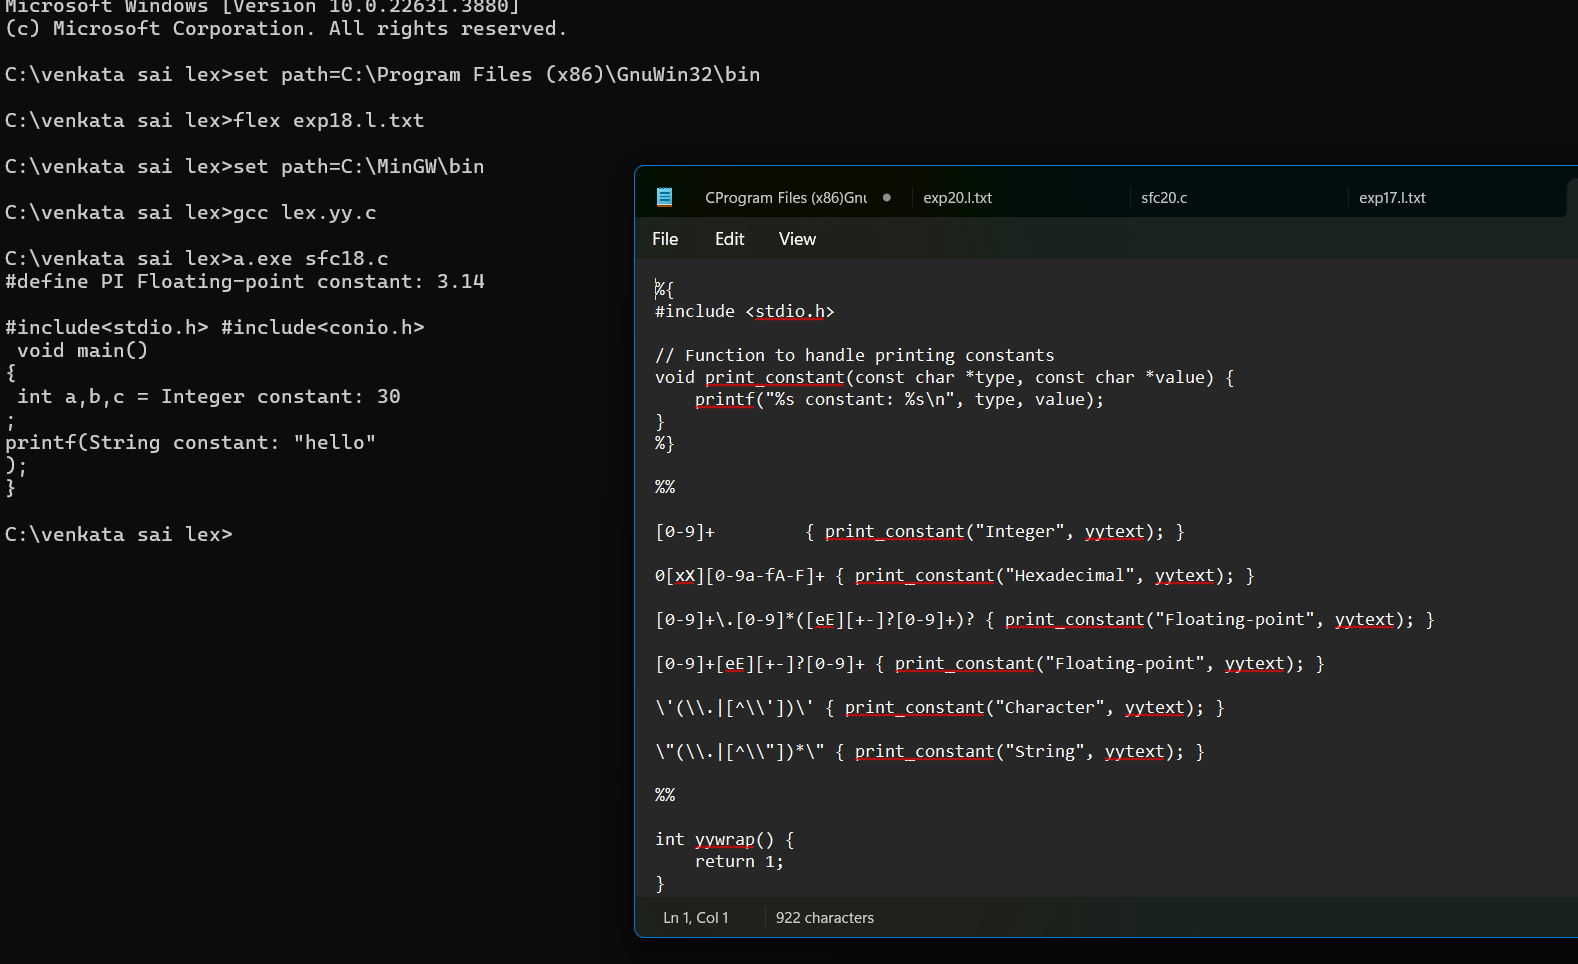 Microsoft Windows [Version 10.0.22631.3880]
(c) Microsoft Corporation. All rights reserved.
C:\venkata sai lex>set path=C:\Program Files (x86)\GnuWin32\bin
C:\venkata sai lex>flex exp18.l.txt
C:\venkata sai lex>set path=C:\MinGW\bin
C:\venkata sai lex>gcc lex.yy.c
C:\venkata sai lex>a.exe sfc18.c
#define PI Floating-point constant: 3.14
#include<stdio.h> #include<conio.h>
void main()
{
int a,b,c = Integer constant: 30
;
printf(String constant: "hello"
);
}
C:\venkata sai lex>
CProgram Files (x86)Gnu
exp20.l.txt
sfc20.c
exp17.l.txt
File Edit View
%{
#include <stdio.h>
// Function to handle printing constants
void print_constant(const char *type, const char *value) {
printf("%s constant: %s\n", type, value);
}
%}
%%
[0-9]+ { print_constant("Integer", yytext); }
0[xX][0-9a-fA-F]+ { print_constant("Hexadecimal", yytext); }
[0-9]+\.[0-9]*([eE][+-]?[0-9]+)? { print_constant("Floating-point", yytext); }
[0-9]+[eE][+-]?[0-9]+ { print_constant("Floating-point", yytext); }
\'(\\.|[^\\'])\' { print_constant("Character", yytext); }
\"(\\.|[^\\"])*\" { print_constant("String", yytext); }
%%
int yywrap() {
return 1;
}
Ln 1, Col 1
922 characters